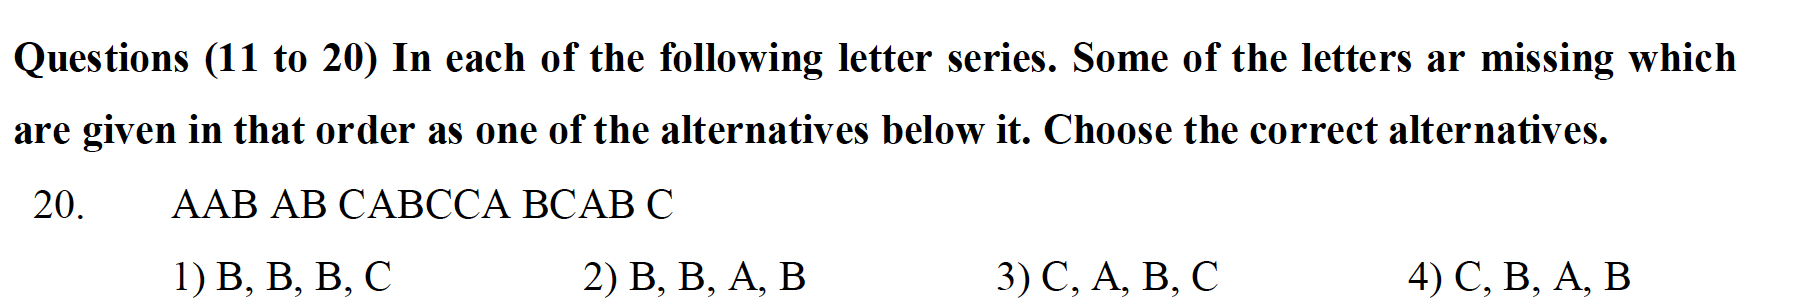 Questions (11 to 20) In each of the following letter series. Some of the letters ar missing which
are given in that order as one of the alternatives below it. Choose the correct alternatives.
20. AAB AB CABCCA BCAB C
1) B, B, B, C 2) B, B, A, B 3) C, A, B, C 4) C, B, A, B